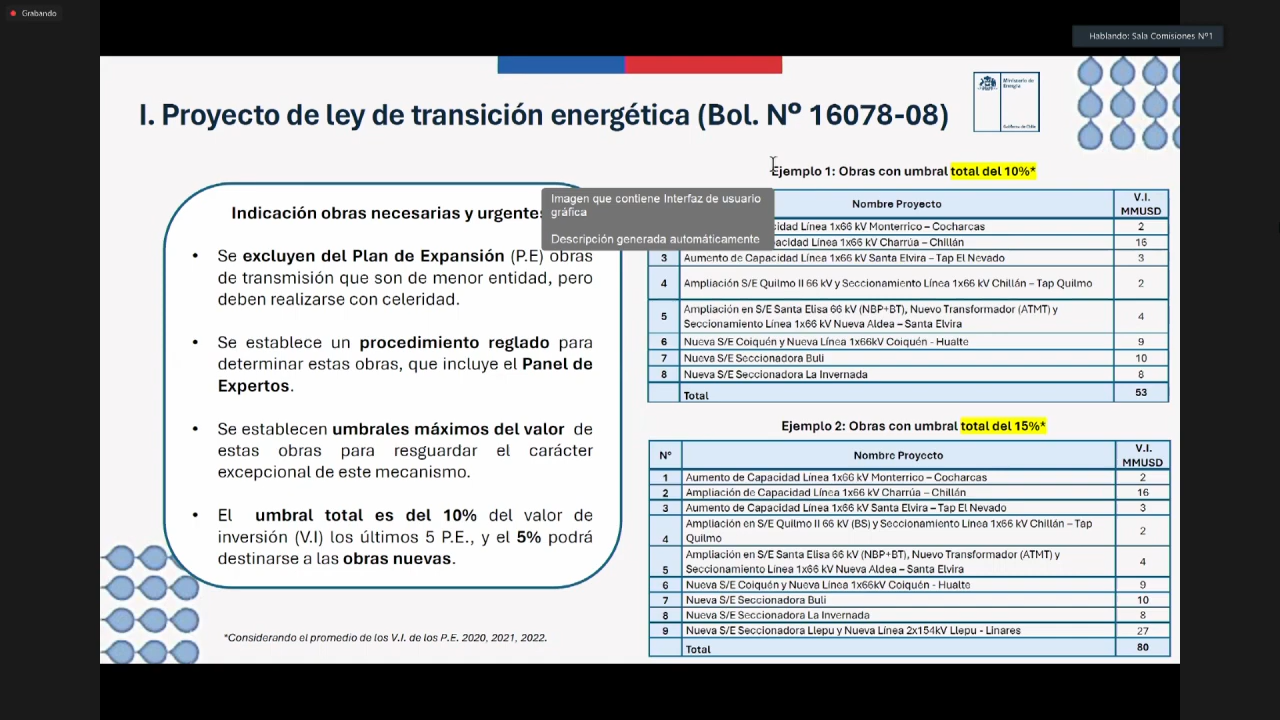 Grabando
Hablando: Sala Comisiones N°1
I. Proyecto de ley de transición energética (Bol. N° 16078-08)
Ministerio de
Energía
Gobierno de Chile
Indicación obras necesarias y urgentes
• Se excluyen del Plan de Expansión (P.E) obras
de transmisión que son de menor entidad, pero
deben realizarse con celeridad.
• Se establece un procedimiento reglado para
determinar estas obras, que incluye el Panel de
Expertos.
• Se establecen umbrales máximos del valor de
estas obras para resguardar el carácter
excepcional de este mecanismo.
• El umbral total es del 10% del valor de
inversión (V.I) los últimos 5 P.E., y el 5% podrá
destinarse a las obras nuevas.
*Considerando el promedio de los V.I. de los P.E. 2020, 2021, 2022.
Imagen que contiene Interfaz de usuario
gráfica
Descripción generada automáticamente
Ejemplo 1: Obras con umbral total del 10%*
Nombre Proyecto V.I.
MMUSD
Línea 1x66 kV Monterrico – Cocharcas 2
Línea 1x66 kV Charrúa – Chillán 16
3 Aumento de Capacidad Línea 1x66 kV Santa Elvira – Tap El Nevado 3
4 Ampliación S/E Quilmo II 66 kV y Seccionamiento Línea 1x66 kV Chillán – Tap Quilmo 2
5 Ampliación en S/E Santa Elisa 66 kV (NBP+BT), Nuevo Transformador (ATMT) y
Seccionamiento Línea 1x66 kV Nueva Aldea – Santa Elvira 4
6 Nueva S/E Coiquén y Nueva Línea 1x66kV Coiquén - Hualte 9
7 Nueva S/E Seccionadora Buli 10
8 Nueva S/E Seccionadora La Invernada 8
Total 53
Ejemplo 2: Obras con umbral total del 15%*
N° Nombre Proyecto V.I.
MMUSD
1 Aumento de Capacidad Línea 1x66 kV Monterrico – Cocharcas 2
2 Ampliación de Capacidad Línea 1x66 kV Charrúa – Chillán 16
3 Aumento de Capacidad Línea 1x66 kV Santa Elvira – Tap El Nevado 3
4 Ampliación en S/E Quilmo II 66 kV (BS) y Seccionamiento Línea 1x66 kV Chillán – Tap
Quilmo 2
5 Ampliación en S/E Santa Elisa 66 kV (NBP+BT), Nuevo Transformador (ATMT) y
Seccionamiento Línea 1x66 kV Nueva Aldea – Santa Elvira 4
6 Nueva S/E Coiquén y Nueva Línea 1x66kV Coiquén - Hualte 9
7 Nueva S/E Seccionadora Buli 10
8 Nueva S/E Seccionadora La Invernada 8
9 Nueva S/E Seccionadora Llepu y Nueva Línea 2x154kV Llepu - Linares 27
Total 80